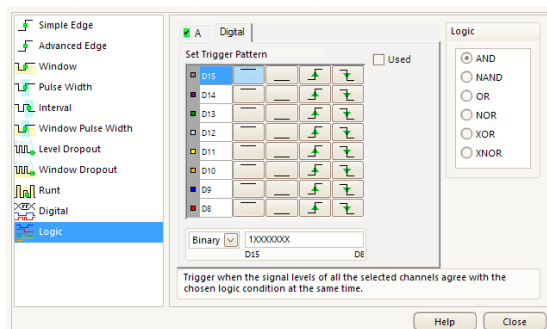 Simple Edge
Advanced Edge
Window
Pulse Width
Interval
Window Pulse Width
Level Dropout
Window Dropout
Runt
Digital
Logic
A Digital
Set Trigger Pattern
Used
D15
D14
D13
D12
D11
D10
D9
D8
Binary 1XXXXXXX
D15 D8
Logic
AND
NAND
OR
NOR
XOR
XNOR
Trigger when the signal levels of all the selected channels agree with the
chosen logic condition at the same time.
Help Close